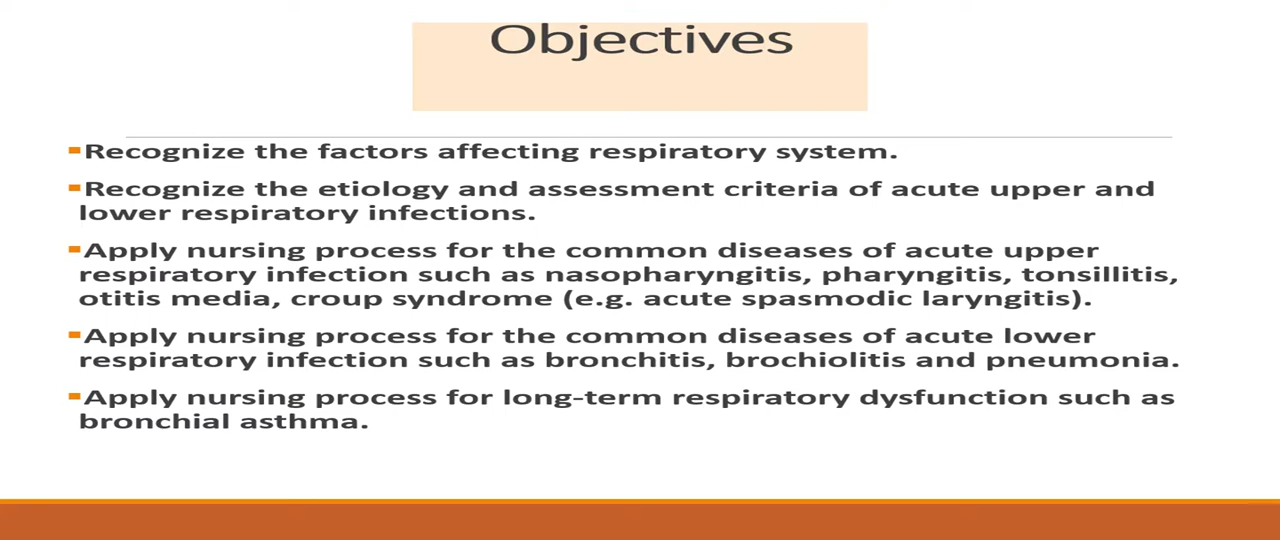 Objectives
▪Recognize the factors affecting respiratory system.
▪Recognize the etiology and assessment criteria of acute upper and
lower respiratory infections.
▪Apply nursing process for the common diseases of acute upper
respiratory infection such as nasopharyngitis, pharyngitis, tonsillitis,
otitis media, croup syndrome (e.g. acute spasmodic laryngitis).
▪Apply nursing process for the common diseases of acute lower
respiratory infection such as bronchitis, brochiolitis and pneumonia.
▪Apply nursing process for long-term respiratory dysfunction such as
bronchial asthma.